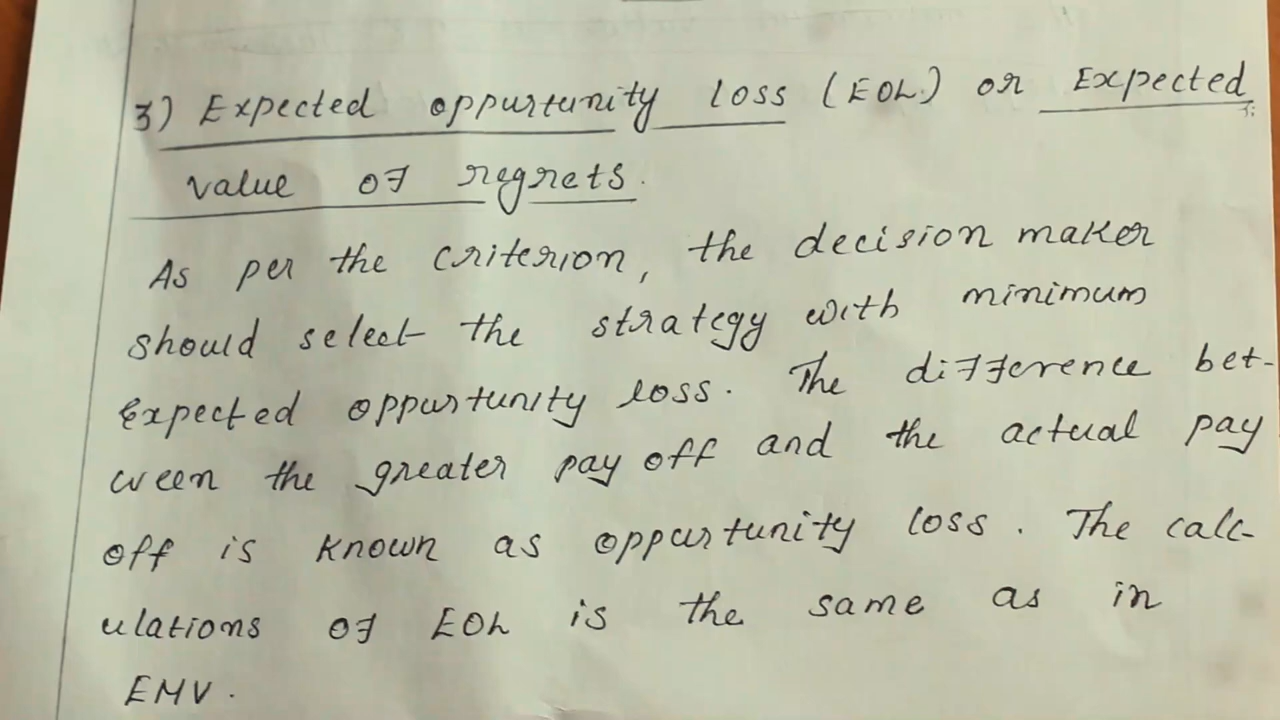 3) Expected oppurtunity loss (EOL) or Expected
value of regrets.
As per the criterion, the decision maker
should select the strategy with minimum
Expected oppurtunity loss. The difference bet-
ween the greater pay off and the actual pay
off is known as oppurtunity loss. The calc-
ulations of EOL is the same as in
EMV.